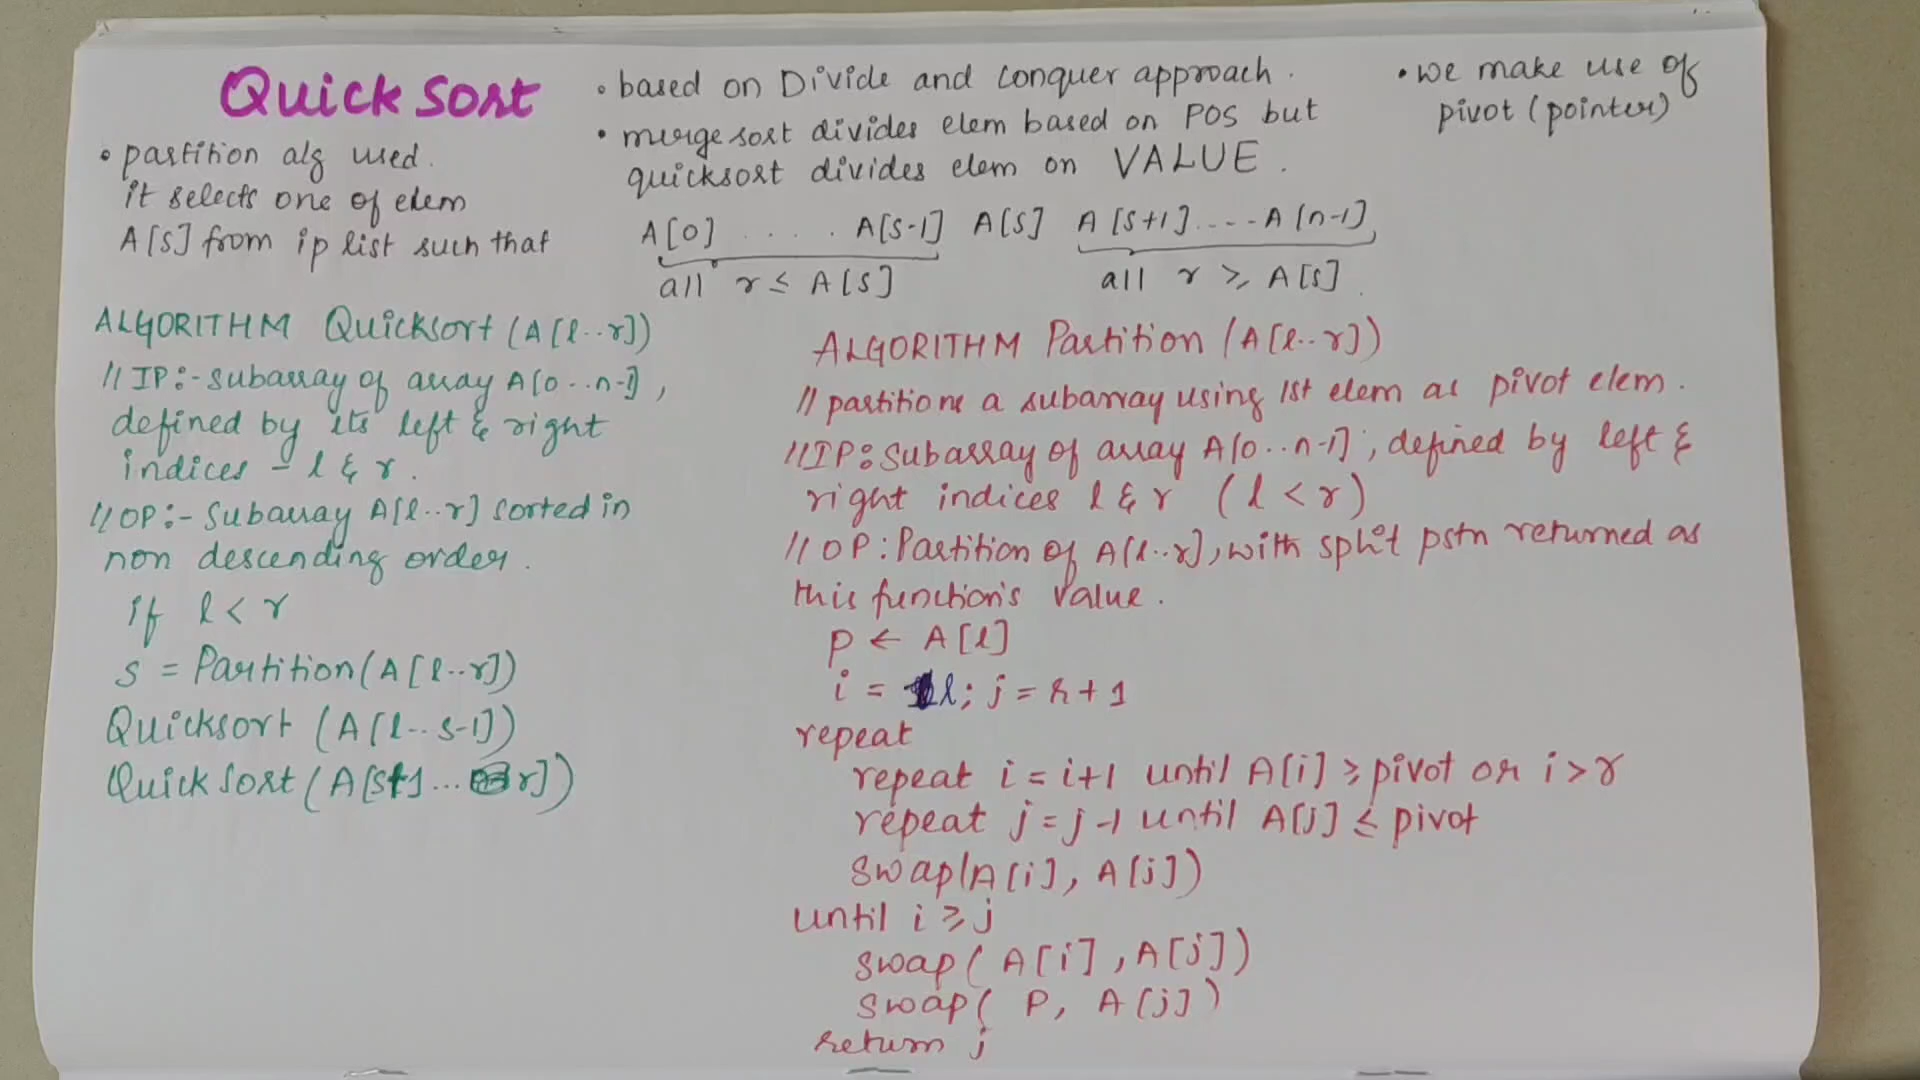 Quick Sort
• partition alg used.
it selects one of elem
A[S] from ip list such that
• based on Divide and Conquer approach.
• merge sort divides elem based on POS but
quicksort divides elem on VALUE.
• we make use of
pivot (pointer)
A[0] .... A[S-1] A[S] A[S+1]....A[n-1]
all r ≤ A[S] all r ≥ A[S].
ALGORITHM Quicksort (A[l..r])
// IP:- subarray of array A[0..n-1],
defined by its left & right
indices - l & r.
// OP:- Subarray A[l..r] sorted in
non descending order.
if l < r
s = Partition(A[l..r])
Quicksort (A[l..s-1])
Quick Sort (A[s+1... r])
ALGORITHM Partition (A[l..r])
// partitions a subarray using 1st elem as pivot elem.
// IP: Subarray of array A[0..n-1], defined by left &
right indices l & r (l < r)
// OP: Partition of A[l..r], with split pstn returned as
this function's value.
p ← A[l]
i = l; j = r+1
repeat
repeat i = i+1 until A[i] ≥ pivot or i > r
repeat j = j-1 until A[j] ≤ pivot
swap(A[i], A[j])
until i ≥ j
swap( A[i], A[j])
swap( P, A[j])
return j